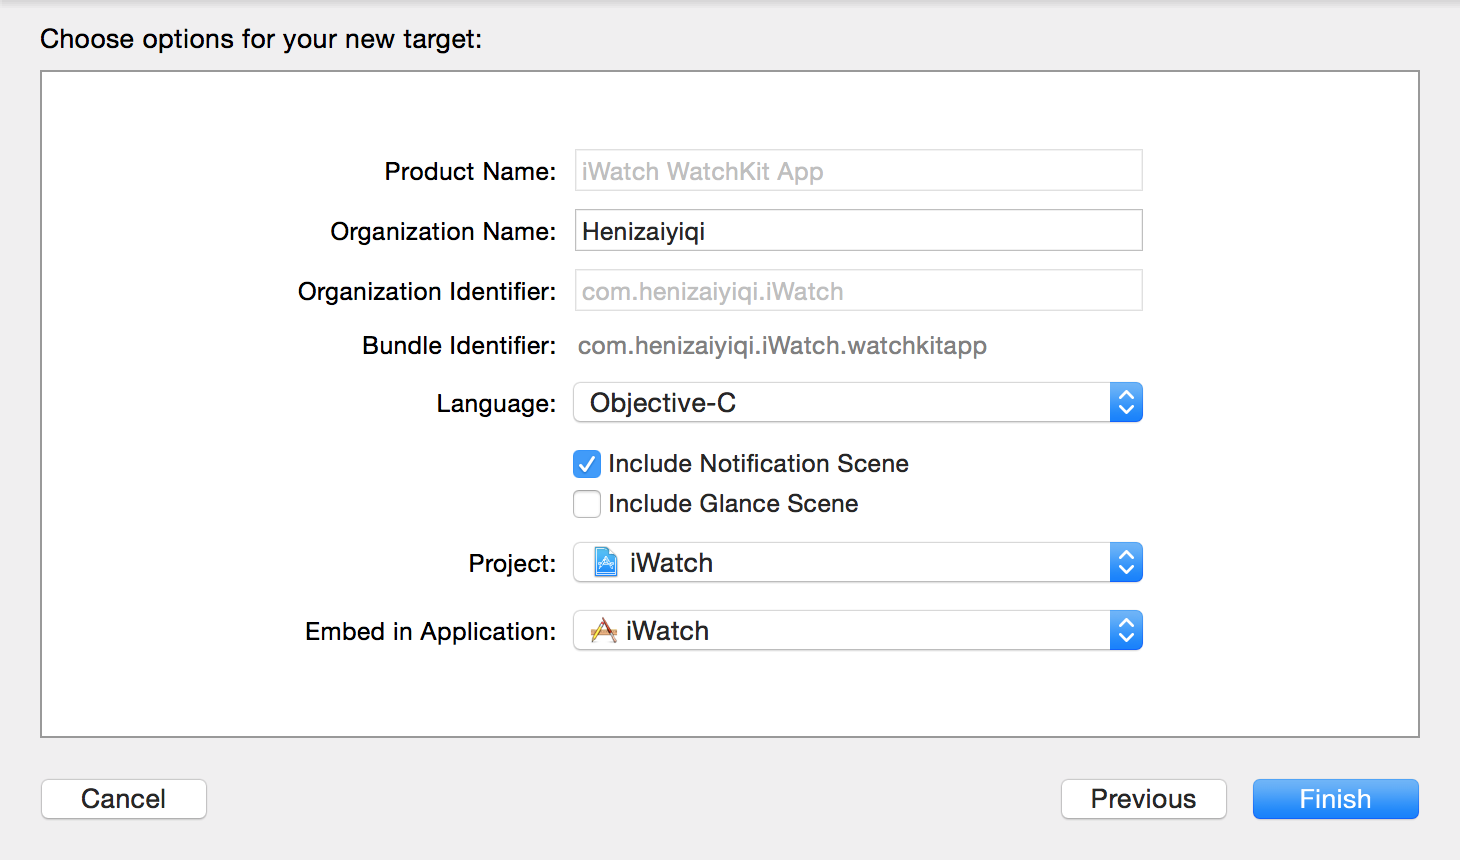 Choose options for your new target:
Product Name: iWatch WatchKit App
Organization Name: Henizaiyiqi
Organization Identifier: com.henizaiyiqi.iWatch
Bundle Identifier: com.henizaiyiqi.iWatch.watchkitapp
Language: Objective-C
Include Notification Scene
Include Glance Scene
Project: iWatch
Embed in Application: iWatch
Cancel Previous Finish